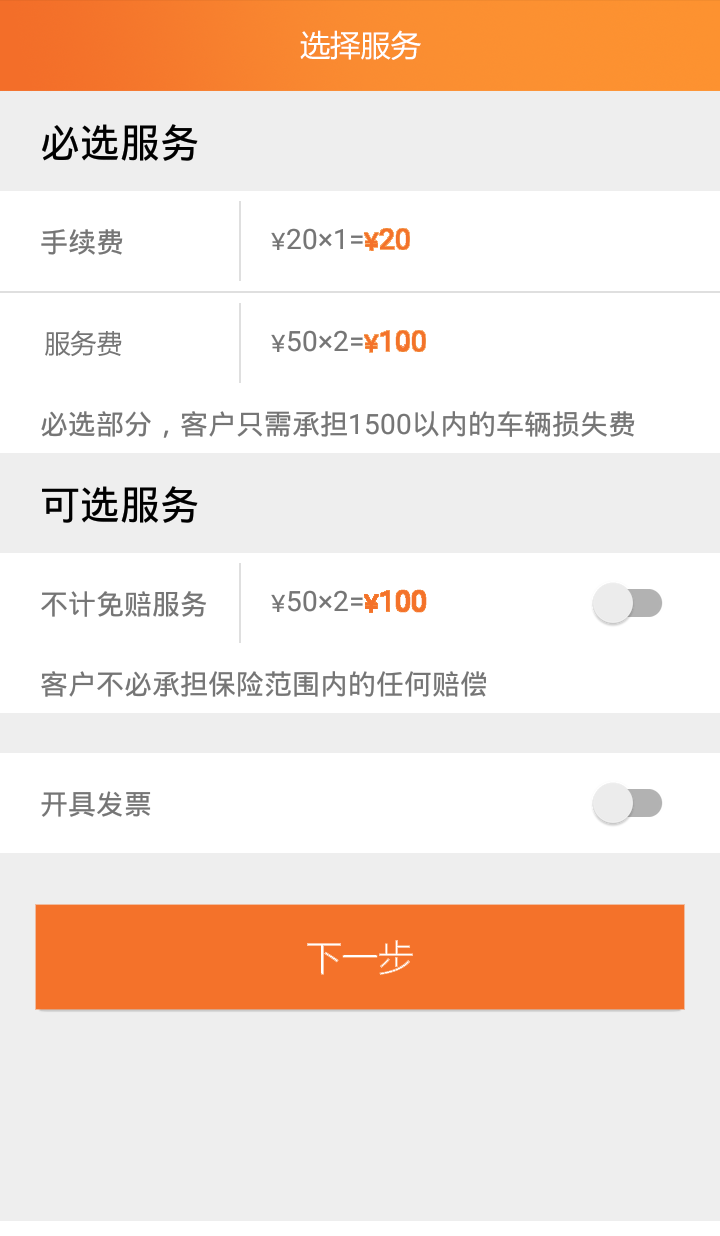 选择服务
必选服务
手续费 ¥20×1=¥20
服务费 ¥50×2=¥100
必选部分，客户只需承担1500以内的车辆损失费
可选服务
不计免赔服务 ¥50×2=¥100
客户不必承担保险范围内的任何赔偿
开具发票
下一步